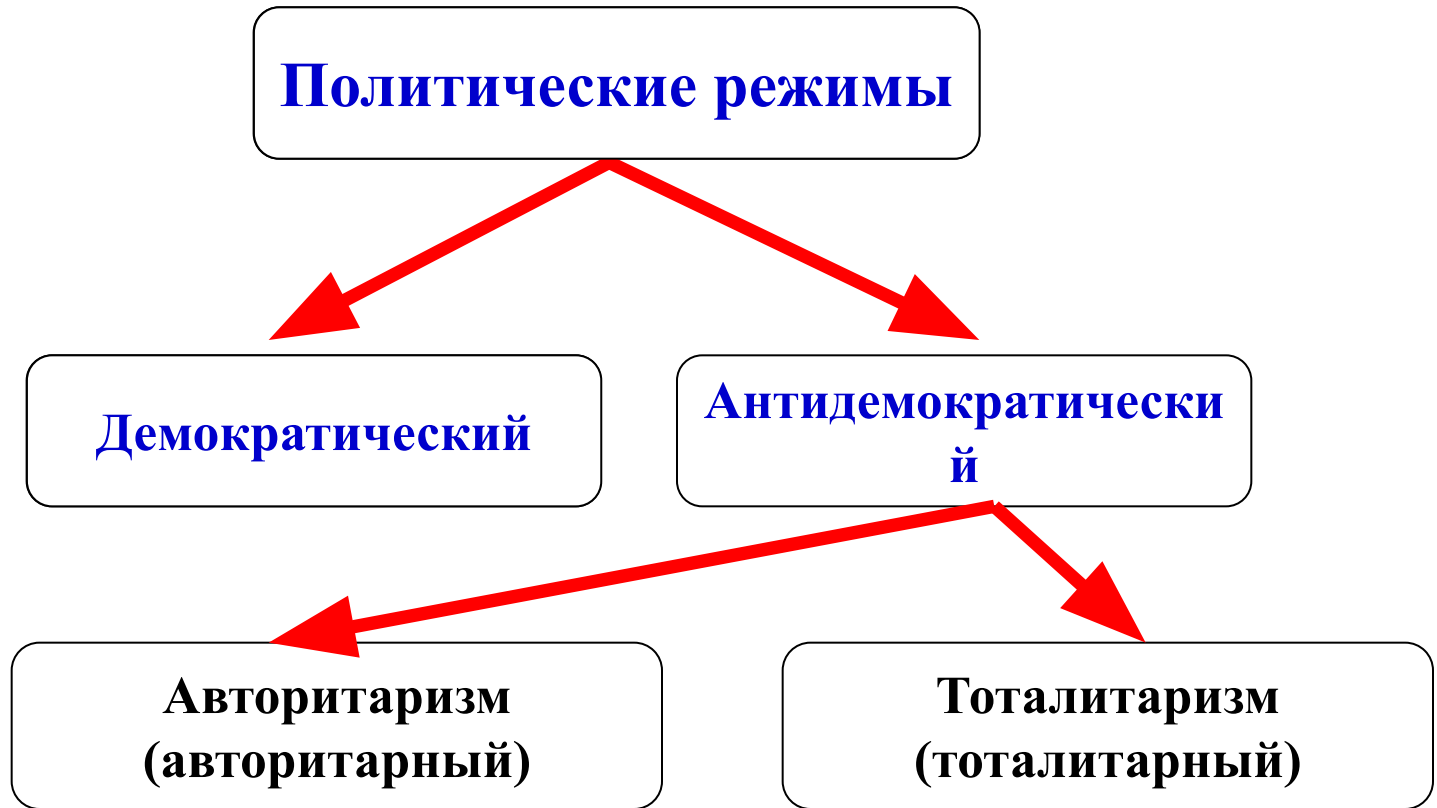 Политические режимы
Демократический
Антидемократически
й
Авторитаризм
(авторитарный)
Тоталитаризм
(тоталитарный)